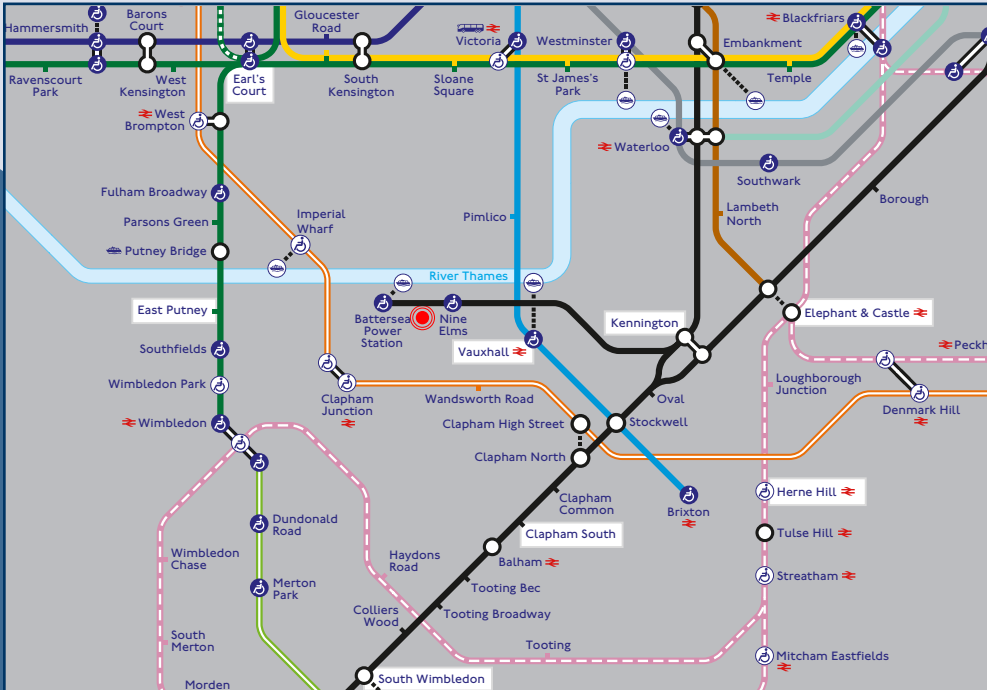 Hammersmith
Barons
Court
Gloucester
Road
Victoria
Westminster
Blackfriars
Embankment
Ravenscourt
Park
West
Kensington
Earl's
Court
South
Kensington
Sloane
Square
St James's
Park
Temple
West
Brompton
Waterloo
Southwark
Fulham Broadway
Borough
Parsons Green
Imperial
Wharf
Pimlico
Lambeth
North
Putney Bridge
River Thames
East Putney
Battersea
Power
Station
Nine
Elms
Kennington
Elephant & Castle
Southfields
Vauxhall
Peckh
Wimbledon Park
Clapham
Junction
Wandsworth Road
Oval
Loughborough
Junction
Denmark Hill
Wimbledon
Clapham High Street
Stockwell
Clapham North
Clapham
Common
Brixton
Herne Hill
Dundonald
Road
Clapham South
Tulse Hill
Wimbledon
Chase
Haydons
Road
Balham
Streatham
Merton
Park
Tooting Bec
Colliers
Wood
Tooting Broadway
South
Merton
Tooting
Mitcham Eastfields
Morden
South Wimbledon